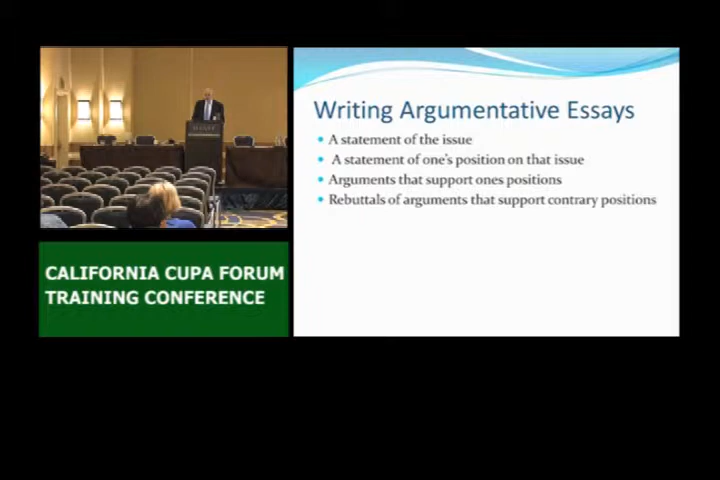 Writing Argumentative Essays
A statement of the issue
A statement of one's position on that issue
Arguments that support ones positions
Rebuttals of arguments that support contrary positions
CALIFORNIA CUPA FORUM
TRAINING CONFERENCE